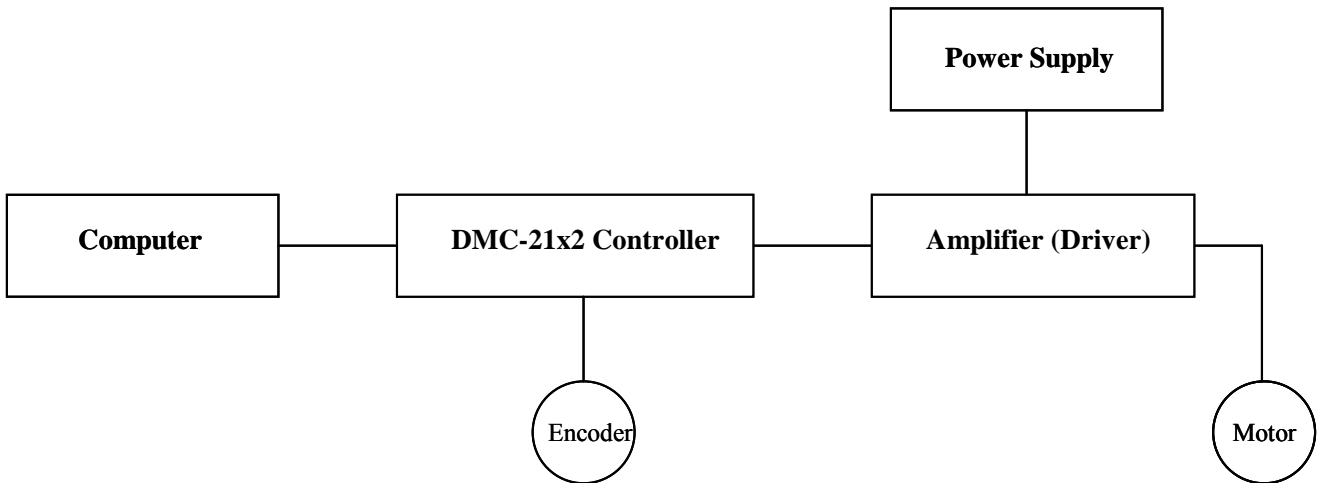 Power Supply
Computer
DMC-21x2 Controller
Amplifier (Driver)
Encoder
Motor